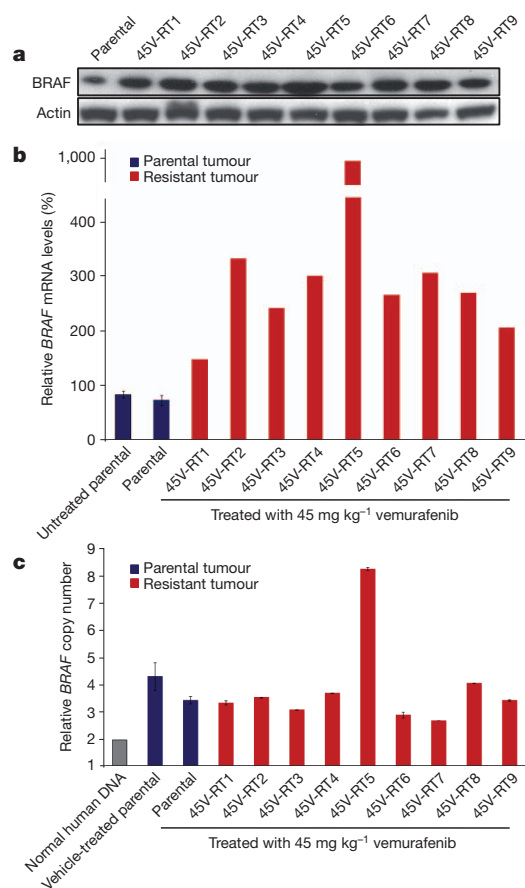 a
Parental 45V-RT1 45V-RT2 45V-RT3 45V-RT4 45V-RT5 45V-RT6 45V-RT7 45V-RT8 45V-RT9
BRAF
Actin
b
Relative BRAF mRNA levels (%)
1,000
400
300
200
100
0
Parental tumour
Resistant tumour
Untreated parental Parental 45V-RT1 45V-RT2 45V-RT3 45V-RT4 45V-RT5 45V-RT6 45V-RT7 45V-RT8 45V-RT9
Treated with 45 mg kg⁻¹ vemurafenib
c
Relative BRAF copy number
9
8
7
6
5
4
3
2
1
Parental tumour
Resistant tumour
Normal human DNA Vehicle-treated parental Parental 45V-RT1 45V-RT2 45V-RT3 45V-RT4 45V-RT5 45V-RT6 45V-RT7 45V-RT8 45V-RT9
Treated with 45 mg kg⁻¹ vemurafenib